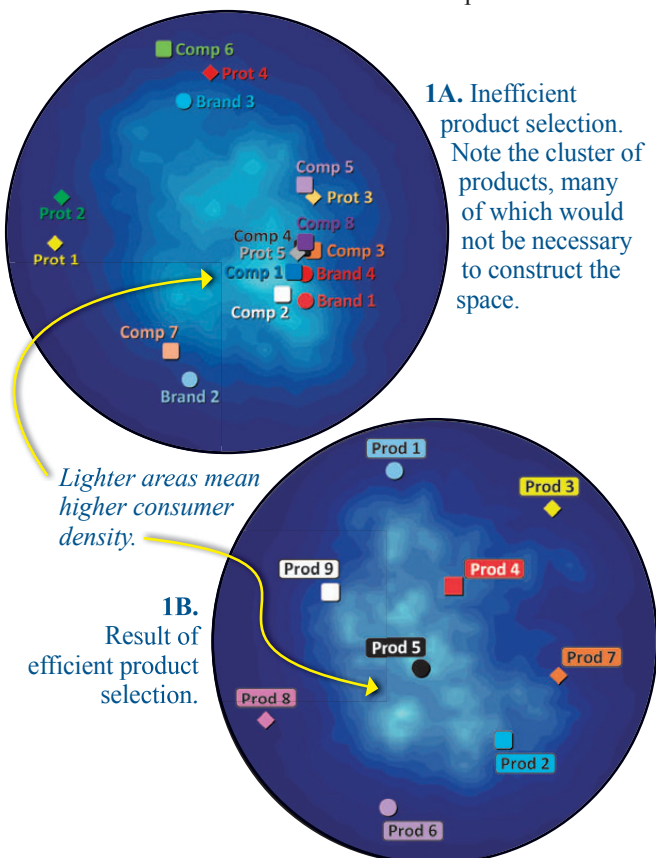 Comp 6
Prot 4
Brand 3
Comp 5
Prot 3
Prot 2
Comp 8
Comp 4
Prot 5
Comp 3
Prot 1
Comp 1
Brand 4
Brand 1
Comp 2
Comp 7
Brand 2
1A. Inefficient
product selection.
Note the cluster of
products, many
of which would
not be necessary
to construct the
space.
Lighter areas mean
higher consumer
density.
1B.
Result of
efficient product
selection.
Prod 1
Prod 3
Prod 9
Prod 4
Prod 5
Prod 7
Prod 8
Prod 2
Prod 6